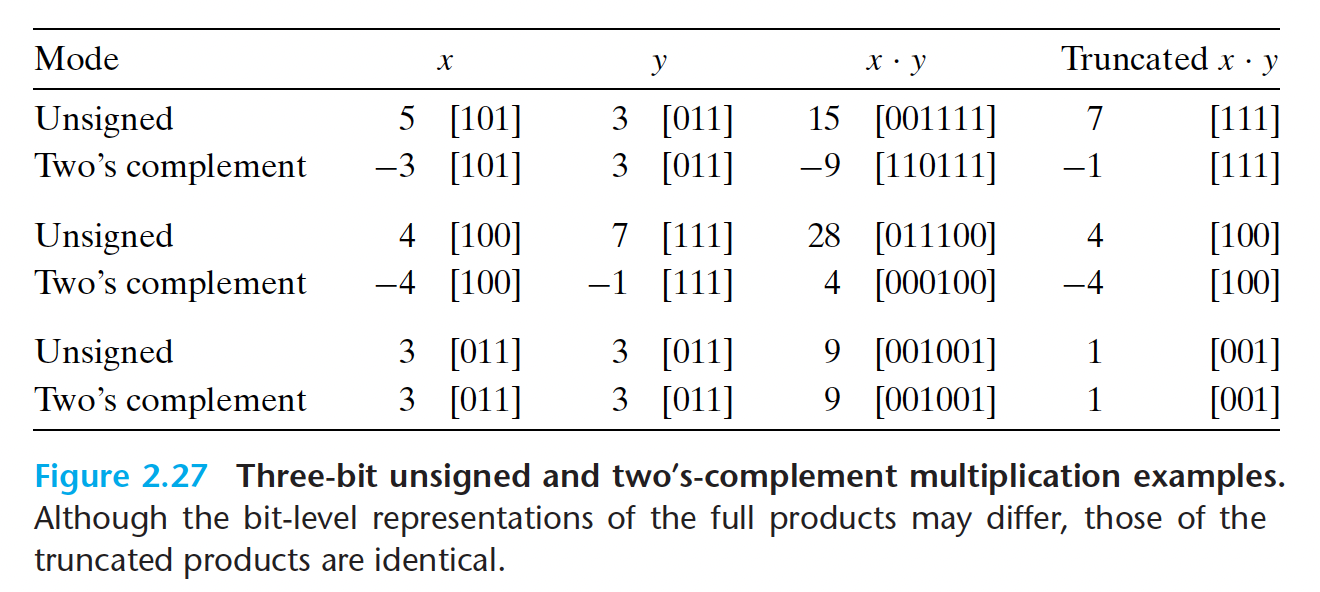 Mode x y x · y Truncated x · y
Unsigned 5 [101] 3 [011] 15 [001111] 7 [111]
Two’s complement −3 [101] 3 [011] −9 [110111] −1 [111]
Unsigned 4 [100] 7 [111] 28 [011100] 4 [100]
Two’s complement −4 [100] −1 [111] 4 [000100] −4 [100]
Unsigned 3 [011] 3 [011] 9 [001001] 1 [001]
Two’s complement 3 [011] 3 [011] 9 [001001] 1 [001]
Figure 2.27 Three-bit unsigned and two’s-complement multiplication examples.
Although the bit-level representations of the full products may differ, those of the
truncated products are identical.